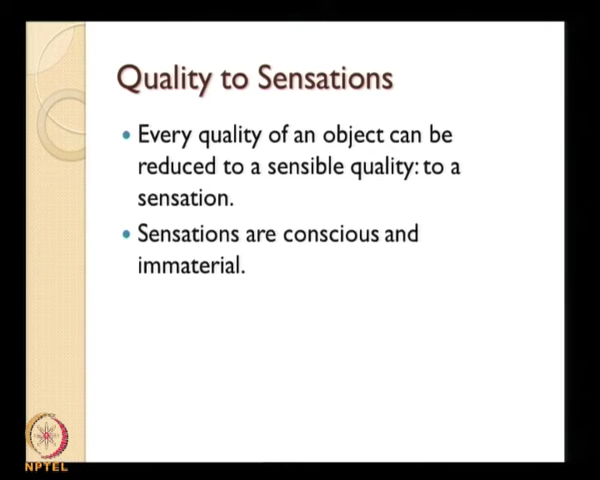 Quality to Sensations
• Every quality of an object can be
reduced to a sensible quality: to a
sensation.
• Sensations are conscious and
immaterial.
NPTEL